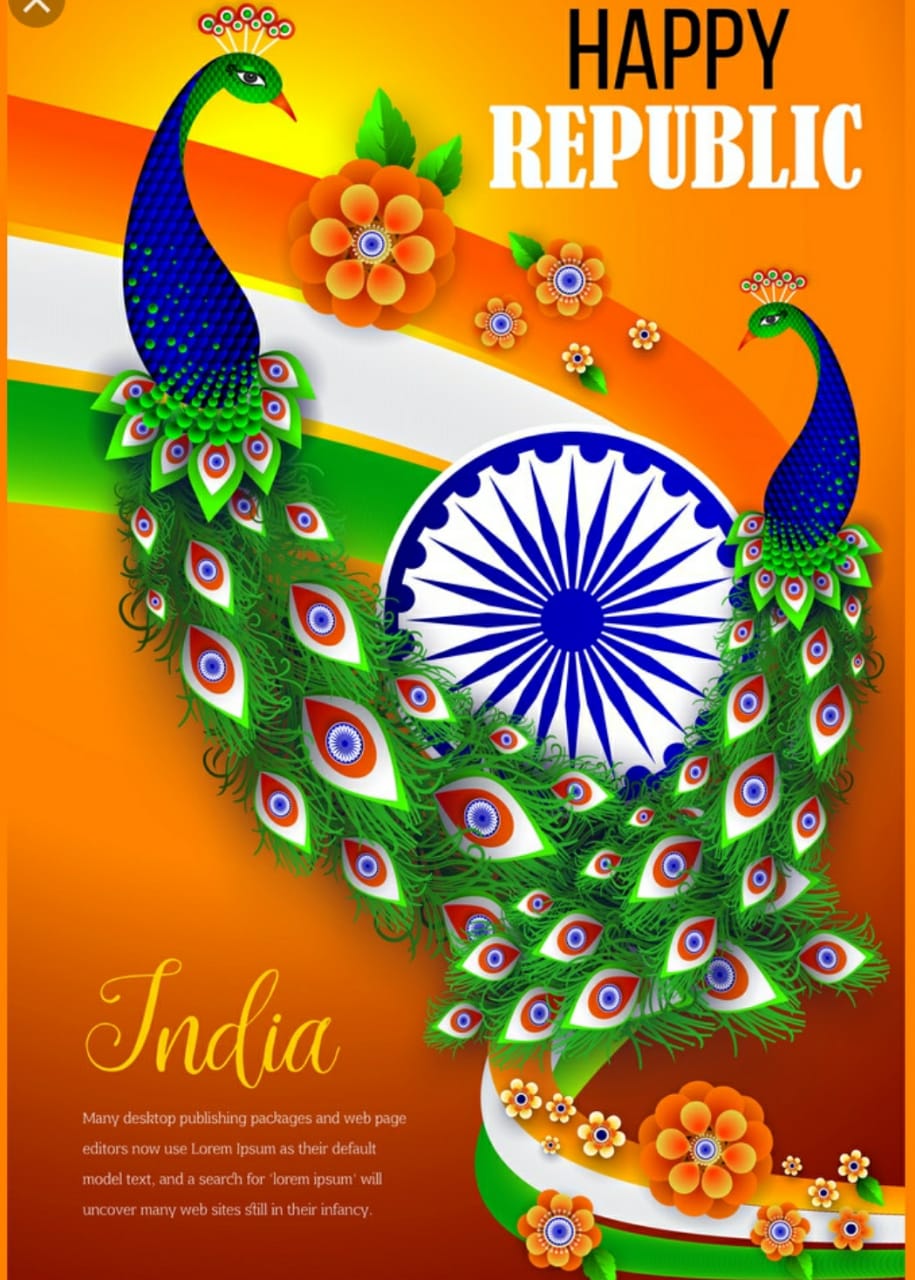 HAPPY
REPUBLIC
India
Many desktop publishing packages and web page
editors now use Lorem Ipsum as their default
model text, and a search for 'lorem ipsum' will
uncover many web sites still in their infancy.